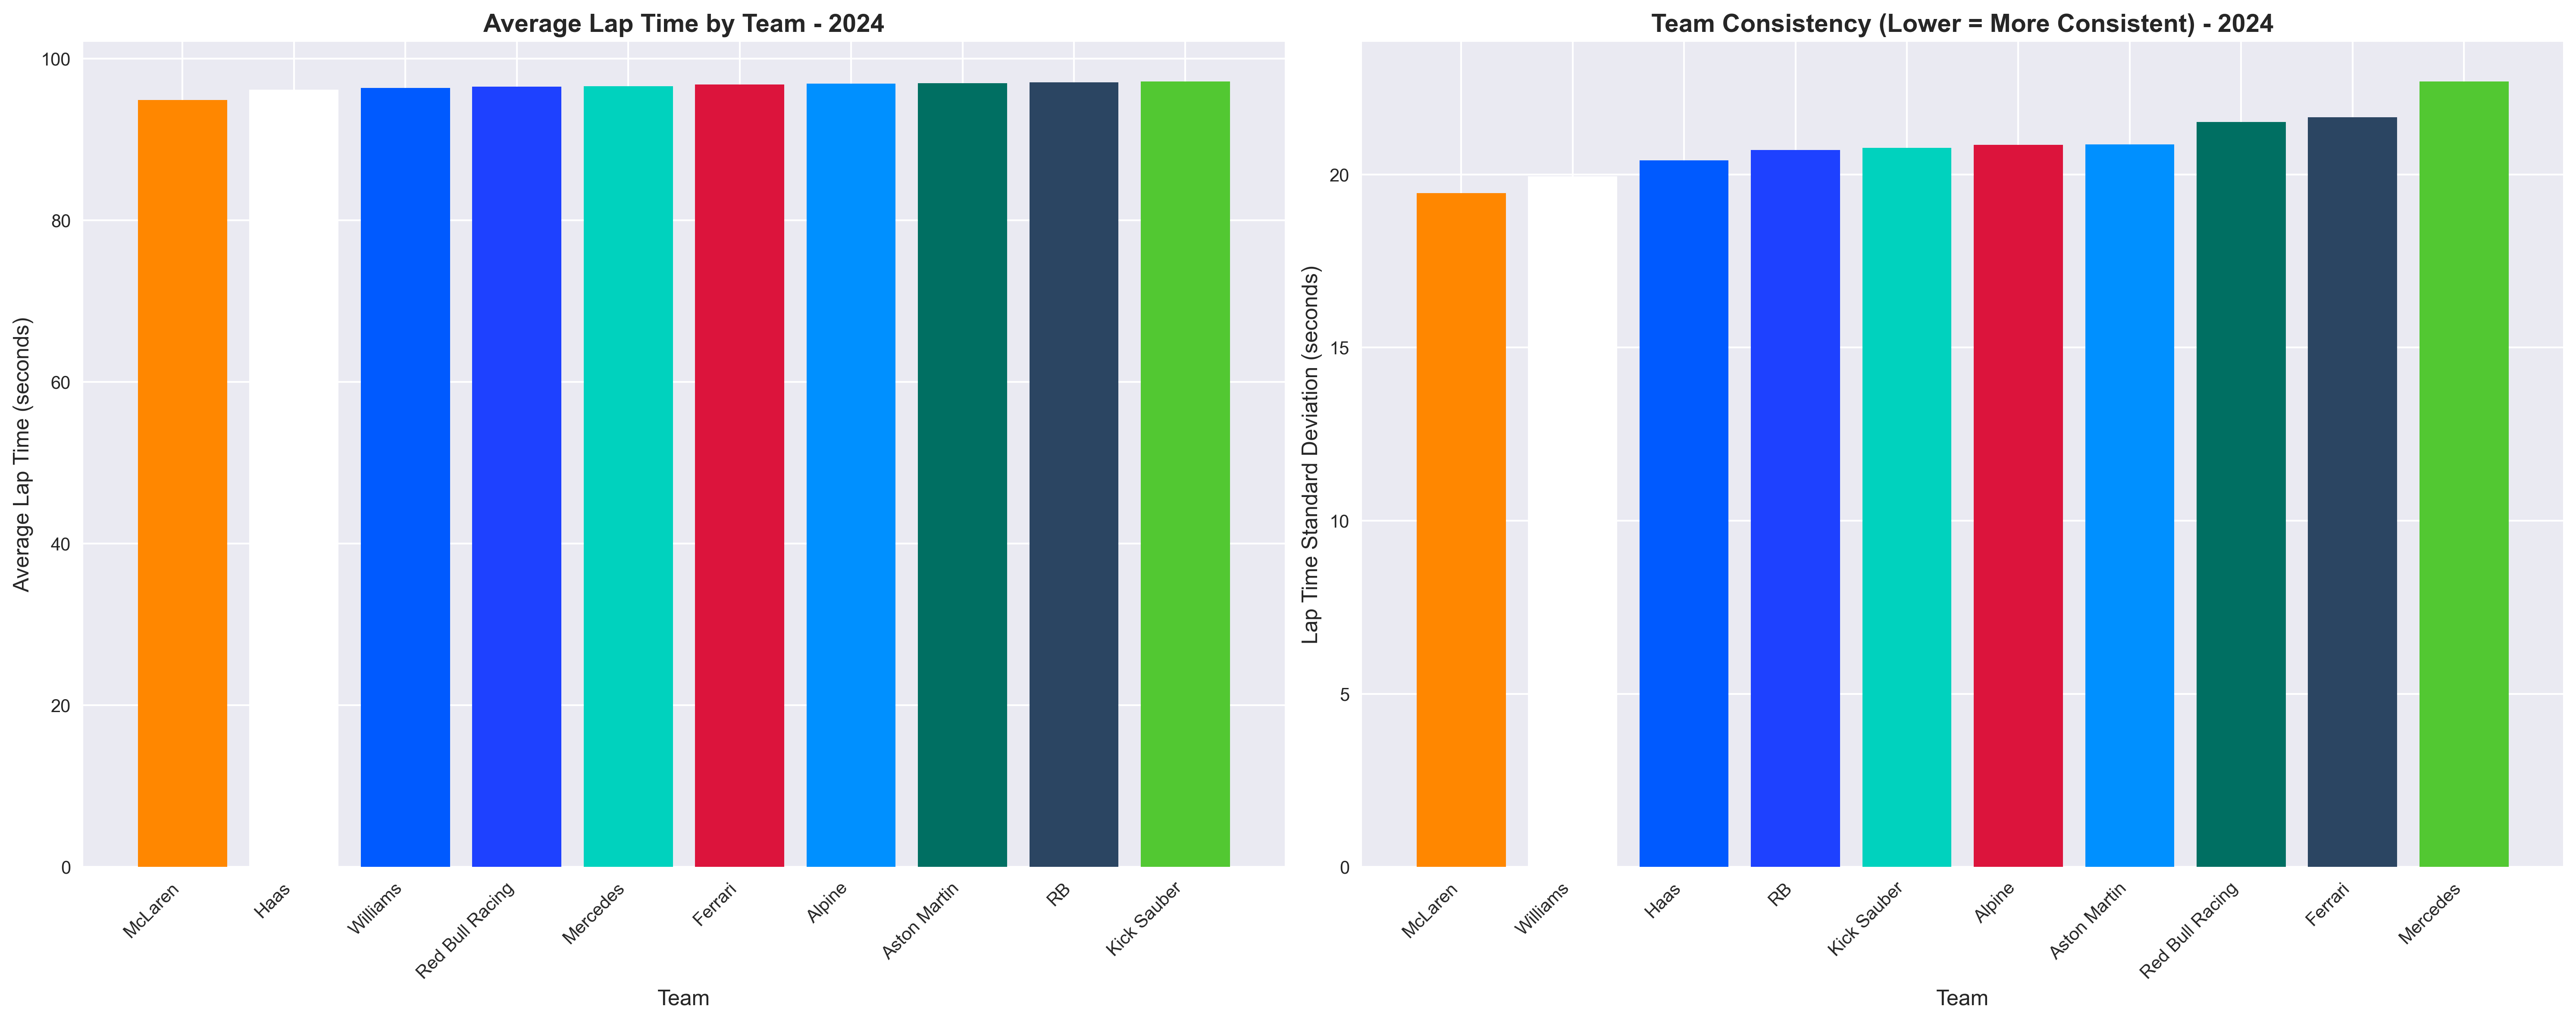 Average Lap Time by Team - 2024
Average Lap Time (seconds)
100
80
60
40
20
0
McLaren
Haas
Williams
Red Bull Racing
Mercedes
Ferrari
Alpine
Aston Martin
RB
Kick Sauber
Team
Team Consistency (Lower = More Consistent) - 2024
Lap Time Standard Deviation (seconds)
20
15
10
5
0
McLaren
Williams
Haas
RB
Kick Sauber
Alpine
Aston Martin
Red Bull Racing
Ferrari
Mercedes
Team